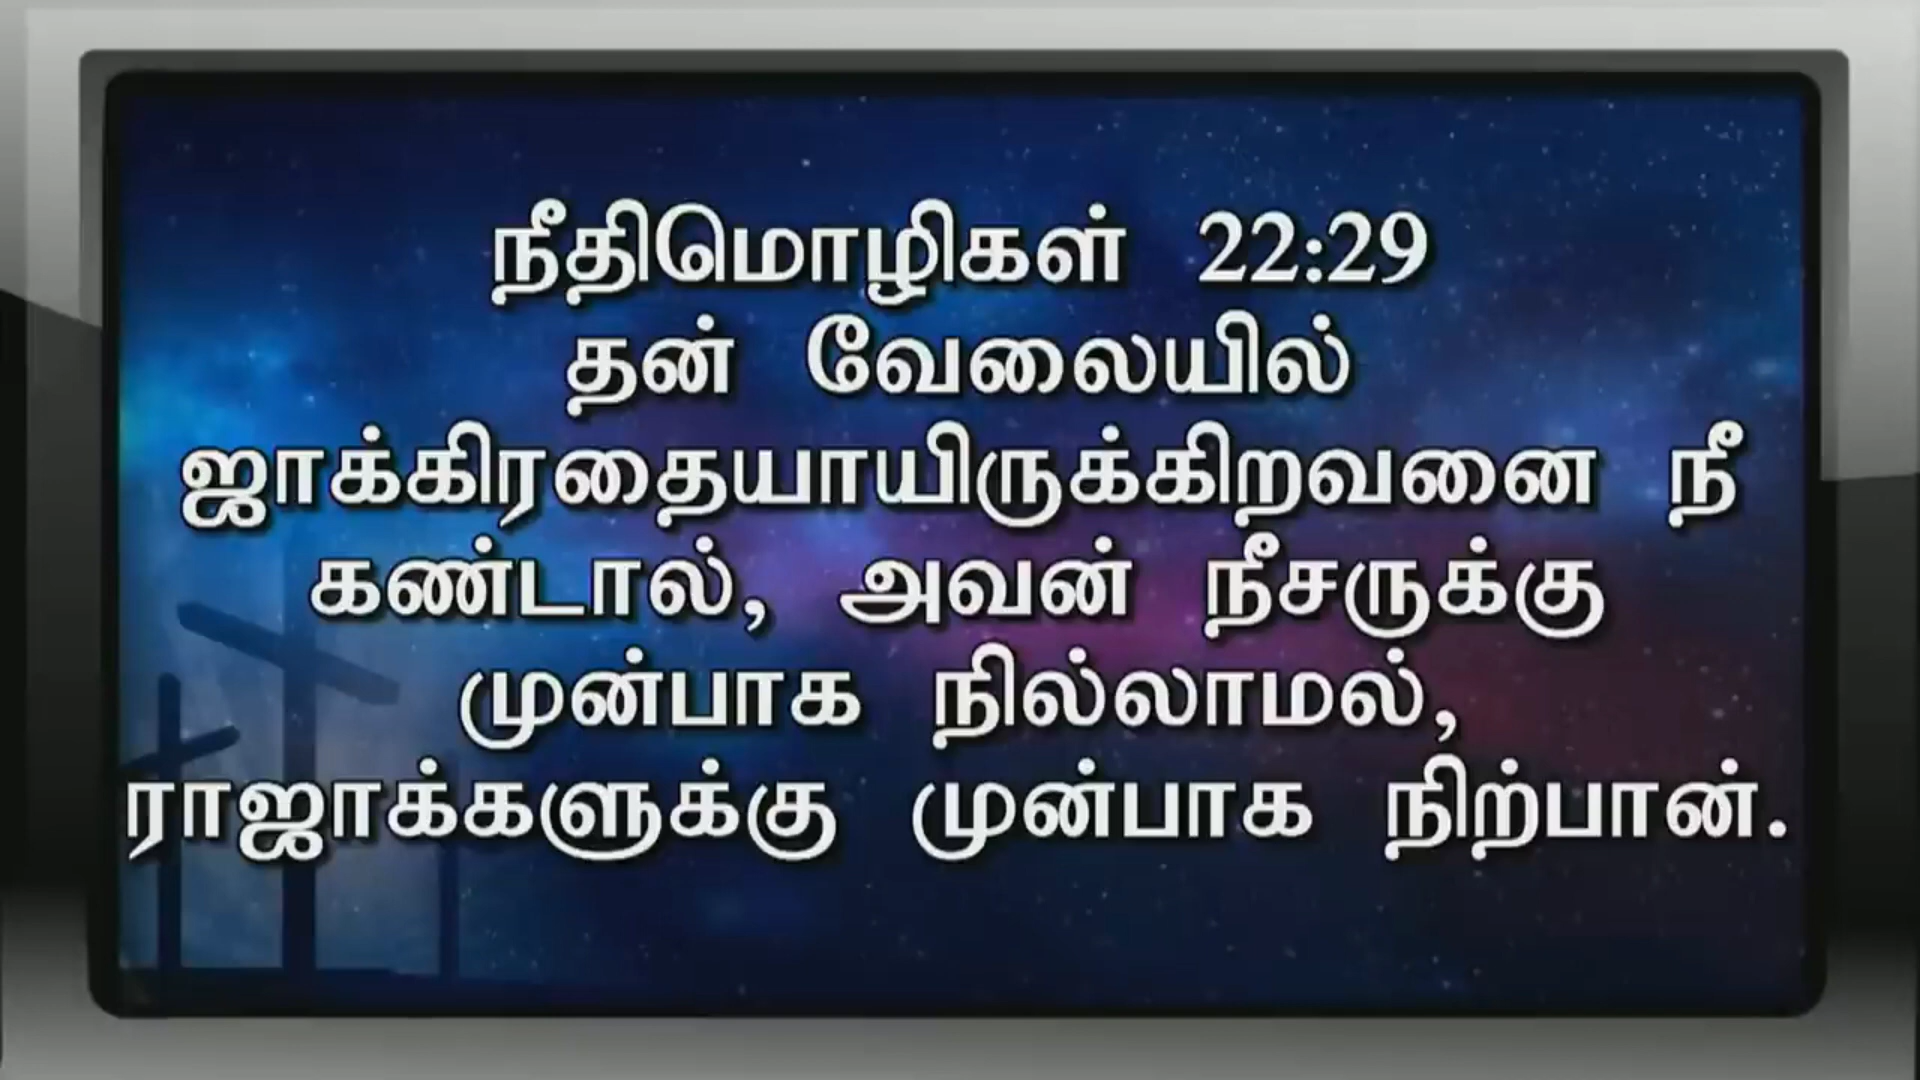 நீதிமொழிகள் 22:29
தன் வேலையில்
ஜாக்கிரதையாயிருக்கிறவனை நீ
கண்டால், அவன் நீசருக்கு
முன்பாக நில்லாமல்,
ராஜாக்களுக்கு முன்பாக நிற்பான்.